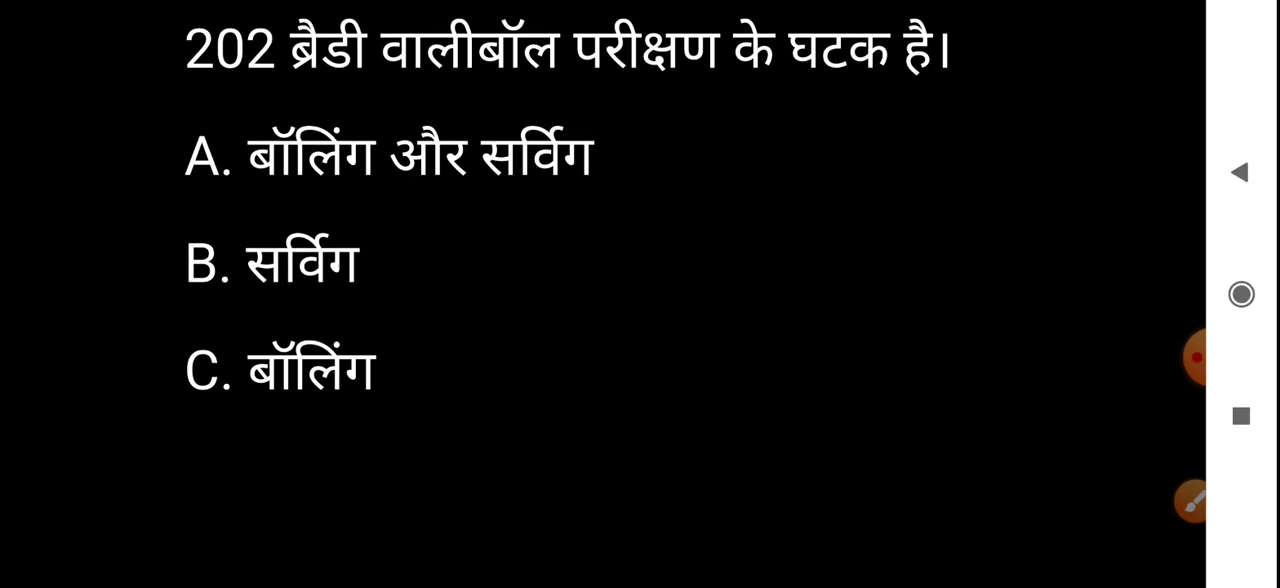 202 ब्रैडी वालीबॉल परीक्षण के घटक है।
A. बॉलिंग और सर्विग
B. सर्विग
C. बॉलिंग